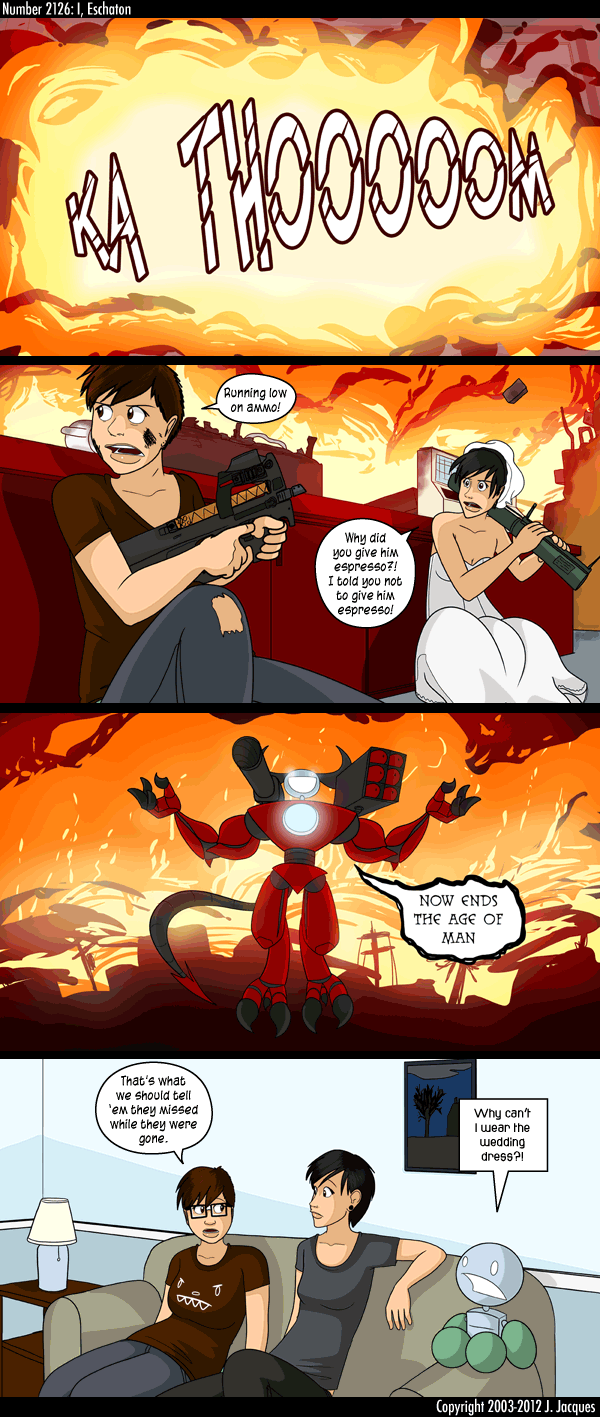 Number 2126: I, Eschaton
KA THOOOOOOM
Running low
on ammo!
Why did
you give him
espresso?!
I told you not
to give him
espresso!
NOW ENDS
THE AGE OF
MAN
That's what
we should tell
'em they missed
while they were
gone.
Why can't
I wear the
wedding
dress?!
Copyright 2003-2012 J. Jacques